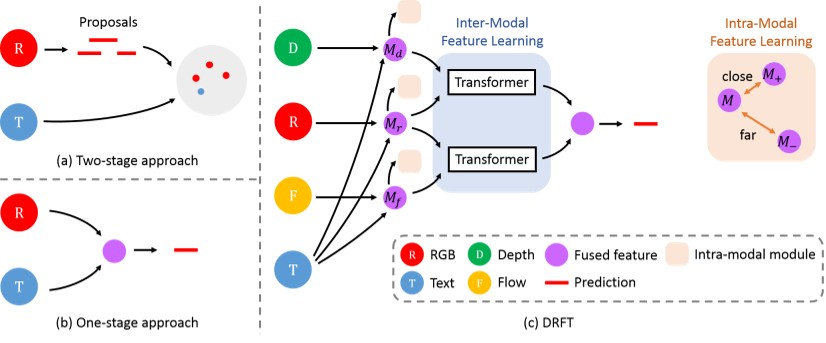 Proposals
R
T
(a) Two-stage approach
R
T
(b) One-stage approach
D
R
F
T
M_d
M_r
M_f
Inter-Modal
Feature Learning
Transformer
Transformer
Intra-Modal
Feature Learning
close
M_+
M
far
M_−
R RGB
D Depth
Fused feature
Intra-modal module
T Text
F Flow
Prediction
(c) DRFT